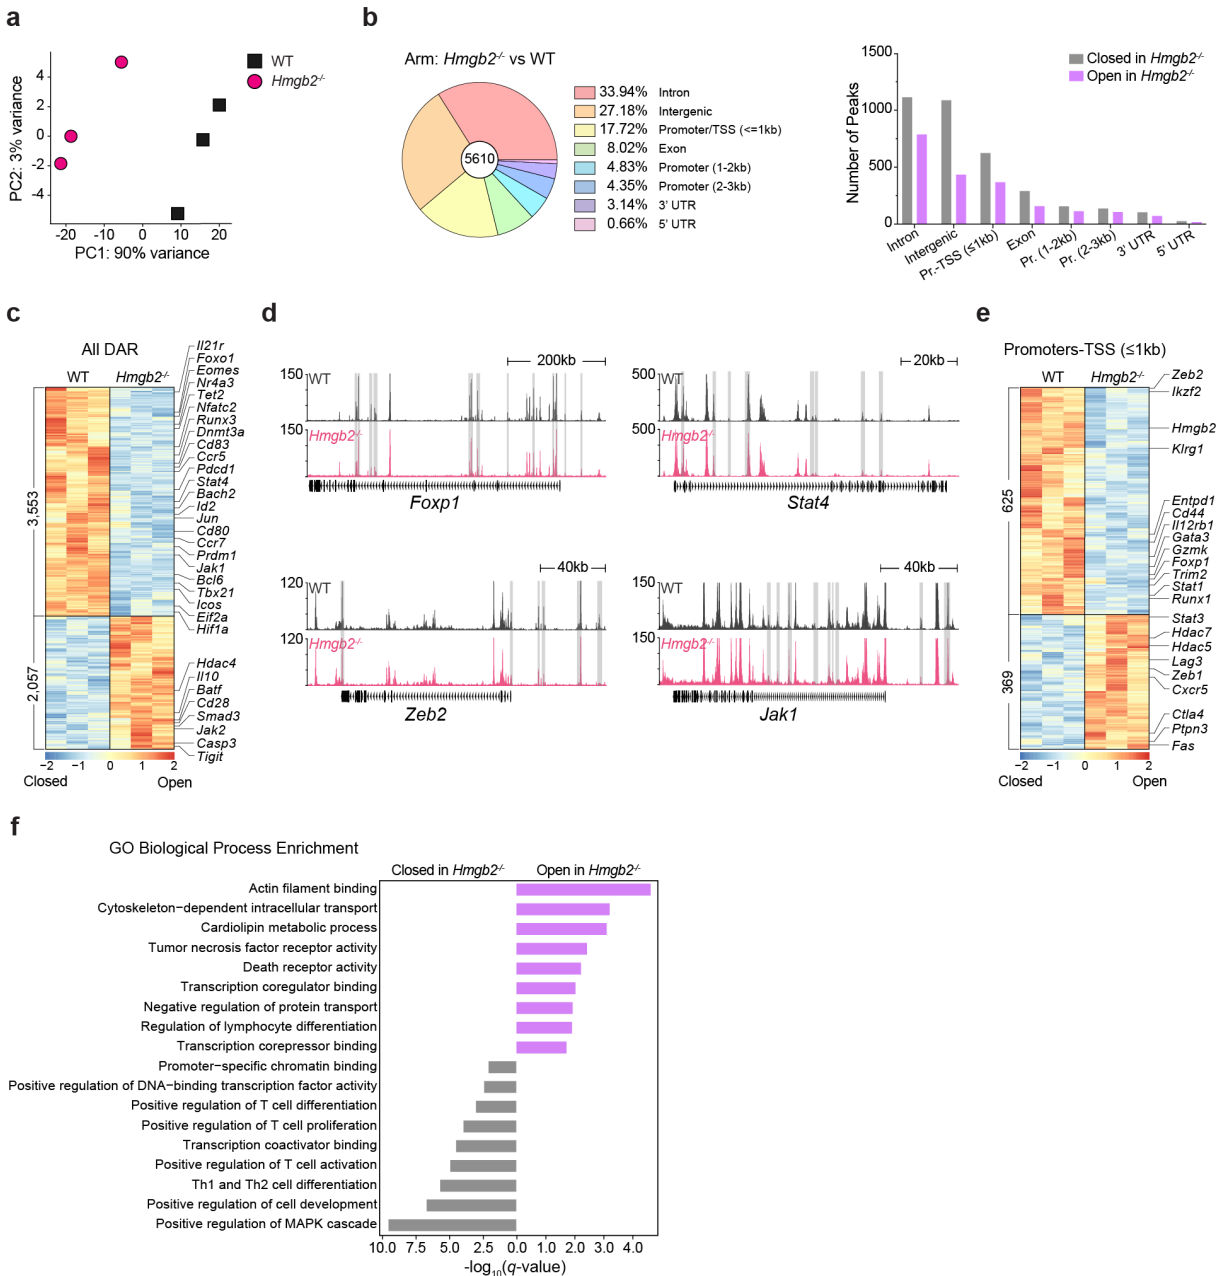 a
WT
Hmgb2-/-
4
2
0
-2
-4
PC2: 3% variance
-20
-10
0
10
20
PC1: 90% variance
b
Arm: Hmgb2-/- vs WT
5610
33.94% Intron
27.18% Intergenic
17.72% Promoter/TSS (<=1kb)
8.02% Exon
4.83% Promoter (1-2kb)
4.35% Promoter (2-3kb)
3.14% 3' UTR
0.66% 5' UTR
1500
1000
500
0
Number of Peaks
Closed in Hmgb2-/-
Open in Hmgb2-/-
Intron
Intergenic
Pr.-TSS (≤1kb)
Exon
Pr. (1-2kb)
Pr. (2-3kb)
3' UTR
5' UTR
c
All DAR
WT
Hmgb2-/-
3,553
2,057
Il21r
Foxo1
Eomes
Nr4a3
Tet2
Nfatc2
Runx3
Dnmt3a
Cd83
Ccr5
Pdcd1
Stat4
Bach2
Id2
Jun
Cd80
Ccr7
Prdm1
Jak1
Bcl6
Tbx21
Icos
Eif2a
Hif1a
Hdac4
Il10
Batf
Cd28
Smad3
Jak2
Casp3
Tigit
−2 −1 0 1 2
Closed
Open
d
200kb
150
WT
150
Hmgb2-/-
Foxp1
20kb
500
WT
500
Hmgb2-/-
Stat4
40kb
120
WT
120
Hmgb2-/-
Zeb2
40kb
150
WT
150
Hmgb2-/-
Jak1
e
Promoters-TSS (≤1kb)
WT
Hmgb2-/-
625
369
Zeb2
Ikzf2
Hmgb2
Klrg1
Entpd1
Cd44
Il12rb1
Gata3
Gzmk
Foxp1
Trim2
Stat1
Runx1
Stat3
Hdac7
Hdac5
Lag3
Zeb1
Cxcr5
Ctla4
Ptpn3
Fas
−2 −1 0 1 2
Closed
Open
f
GO Biological Process Enrichment
Closed in Hmgb2-/-
Open in Hmgb2-/-
Actin filament binding
Cytoskeleton−dependent intracellular transport
Cardiolipin metabolic process
Tumor necrosis factor receptor activity
Death receptor activity
Transcription coregulator binding
Negative regulation of protein transport
Regulation of lymphocyte differentiation
Transcription corepressor binding
Promoter−specific chromatin binding
Positive regulation of DNA−binding transcription factor activity
Positive regulation of T cell differentiation
Positive regulation of T cell proliferation
Transcription coactivator binding
Positive regulation of T cell activation
Th1 and Th2 cell differentiation
Positive regulation of cell development
Positive regulation of MAPK cascade
10.0 7.5 5.0 2.5 0.0 1.0 2.0 3.0 4.0
-log10(q-value)